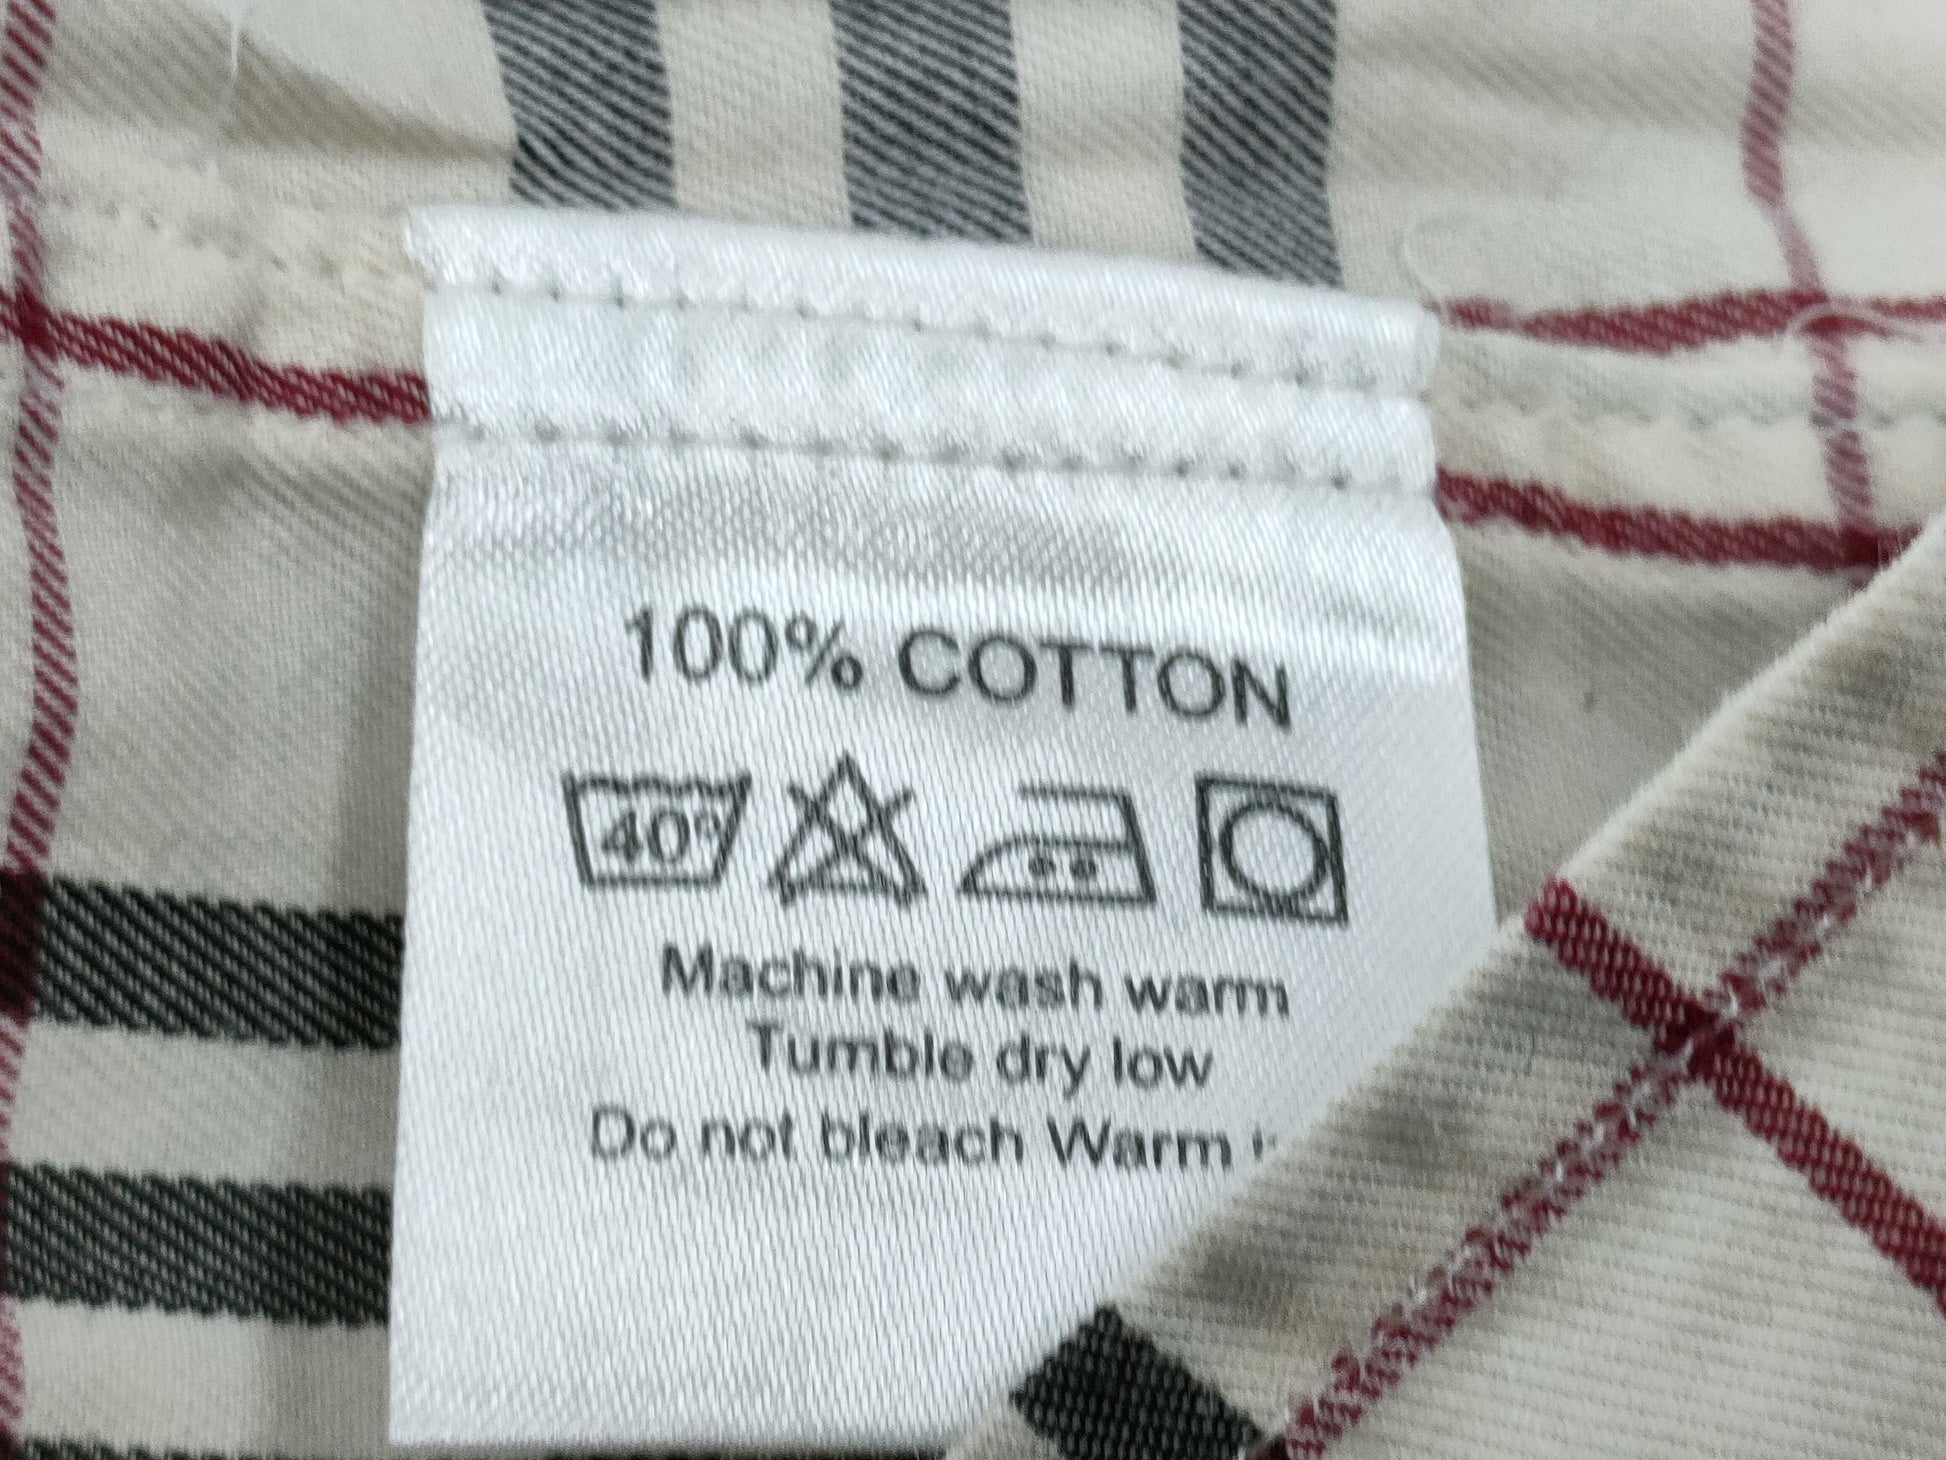 100% COTTON
40°
Machine wash warm
Tumble dry low
Do not bleach Warm